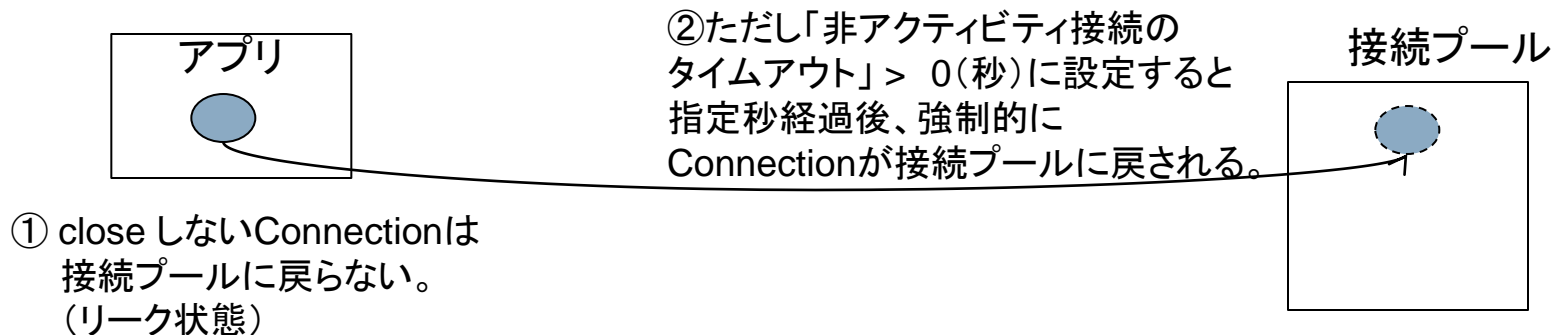 アプリ
②ただし「非アクティビティ接続の
タイムアウト」> 0(秒)に設定すると
指定秒経過後、強制的に
Connectionが接続プールに戻される。
接続プール
① close しないConnectionは
接続プールに戻らない。
(リーク状態)